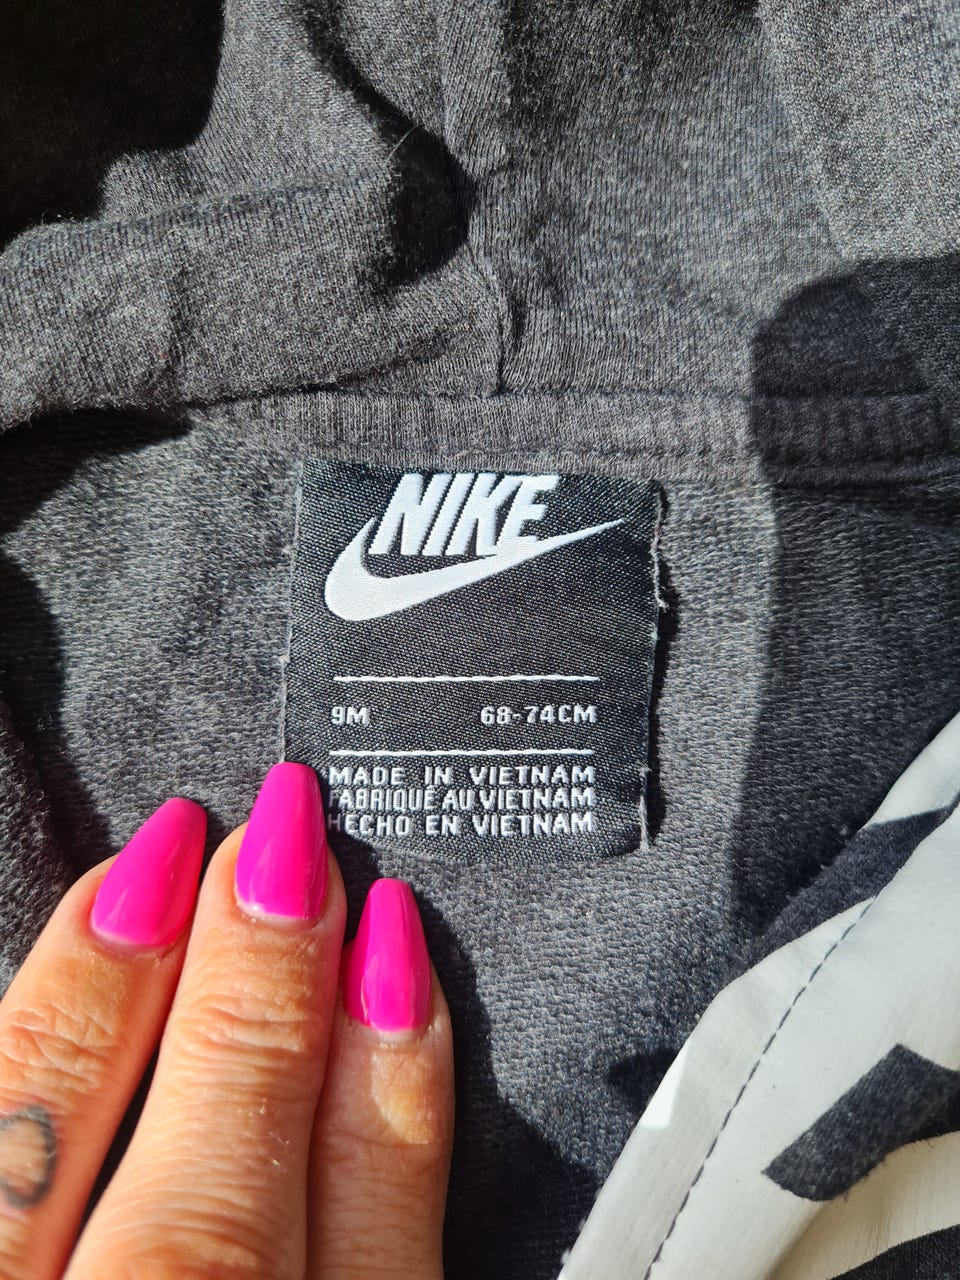 NIKE
9M 68-74CM
MADE IN VIETNAM
FABRIQUÉ AU VIETNAM
HECHO EN VIETNAM